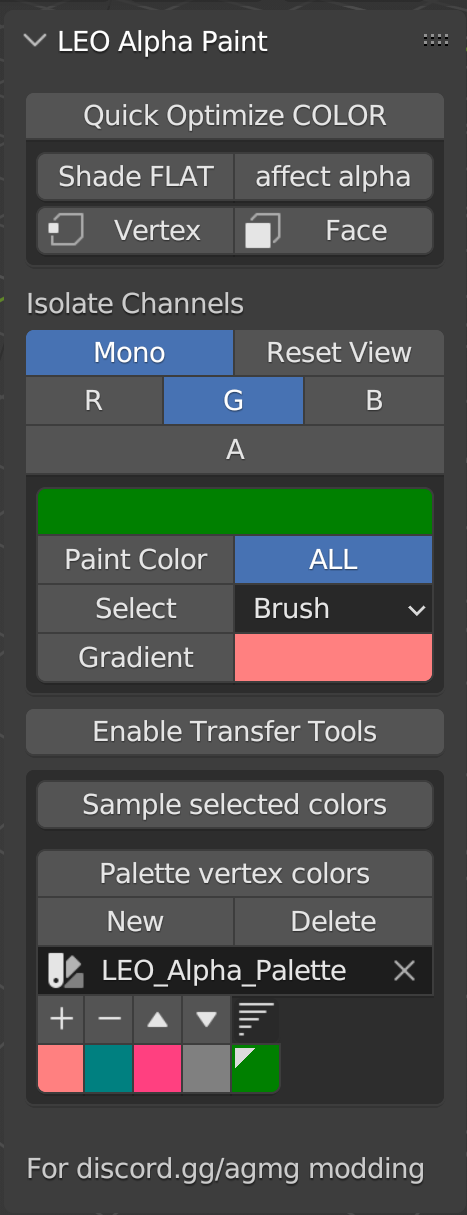 LEO Alpha Paint
Quick Optimize COLOR
Shade FLAT affect alpha
Vertex Face
Isolate Channels
Mono Reset View
R G B
A
Paint Color ALL
Select Brush
Gradient
Enable Transfer Tools
Sample selected colors
Palette vertex colors
New Delete
LEO_Alpha_Palette
For discord.gg/agmg modding